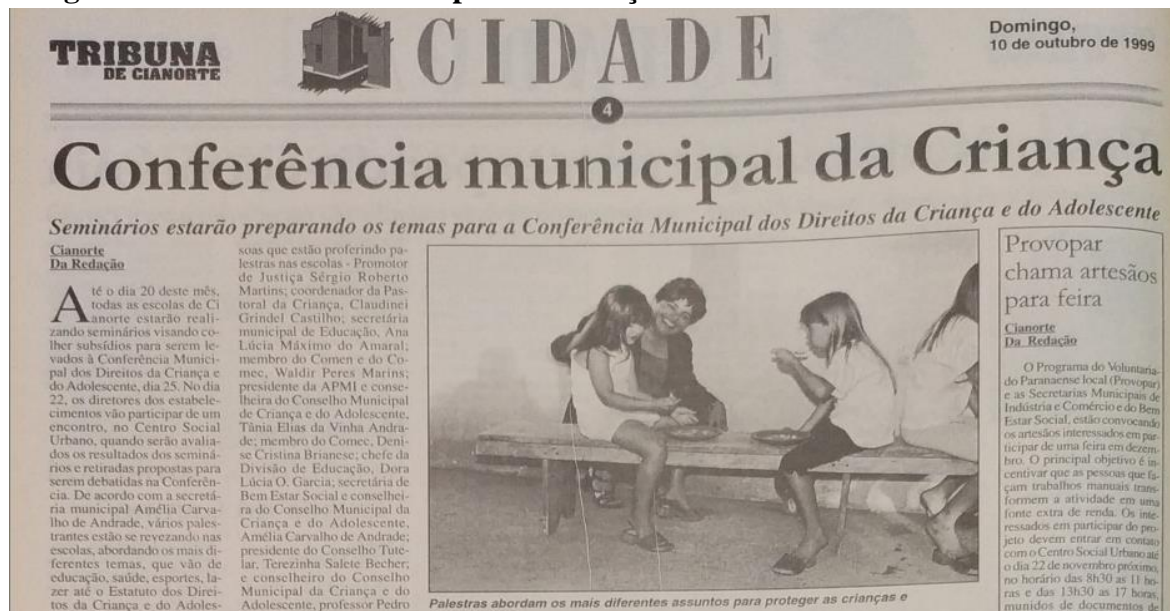 TRIBUNA
DE CIANORTE
CIDADE
Domingo,
10 de outubro de 1999
4
Conferência municipal da Criança
Seminários estarão preparando os temas para a Conferência Municipal dos Direitos da Criança e do Adolescente
Cianorte
Da Redação
Até o dia 20 deste mês,
todas as escolas de Ci
anorte estarão reali-
zando seminários visando co-
lher subsídios para serem le-
vados à Conferência Munici-
pal dos Direitos da Criança e
do Adolescente, dia 25. No dia
22, os diretores dos estabele-
cimentos vão participar de um
encontro, no Centro Social
Urbano, quando serão avalia-
dos os resultados dos seminá-
rios e retiradas propostas para
serem debatidas na Conferên-
cia. De acordo com a secretá-
ria municipal Amélia Carva-
lho de Andrade, vários pales-
trantes estão se revezando nas
escolas, abordando os mais di-
ferentes temas, que vão de
educação, saúde, esportes, la-
zer até o Estatuto dos Direi-
tos da Criança e do Adoles-
soas que estão proferindo pa-
lestras nas escolas - Promotor
de Justiça Sérgio Roberto
Martins; coordenador da Pas-
toral da Criança, Claudinei
Grindel Castilho; secretária
municipal de Educação, Ana
Lúcia Máximo do Amaral;
membro do Comen e do Co-
mec, Waldir Peres Marins;
presidente da APMI e conse-
lheira do Conselho Municipal
de Criança e do Adolescente,
Tânia Elias da Vinha Andra-
de; membro do Comec, Deni-
se Cristina Brianese; chefe da
Divisão de Educação, Dora
Lúcia O. Garcia; secretária de
Bem Estar Social e conselhei-
ra do Conselho Municipal da
Criança e do Adolescente,
Amélia Carvalho de Andrade;
presidente do Conselho Tute-
lar, Terezinha Salete Becher;
e conselheiro do Conselho
Municipal da Criança e do
Adolescente, professor Pedro
Palestras abordam os mais diferentes assuntos para proteger as crianças e
Provopar
chama artesãos
para feira
Cianorte
Da Redação
O Programa do Voluntaria-
do Paranaense local (Provopar)
e as Secretarias Municipais de
Indústria e Comércio e do Bem
Estar Social, estão convocando
os artesãos interessados em par-
ticipar de uma feira em dezem-
bro. O principal objetivo é in-
centivar que as pessoas que fa-
çam trabalhos manuais trans-
formem a atividade em uma
fonte extra de renda. Os inte-
ressados em participar do pro-
jeto devem entrar em contato
com o Centro Social Urbano até
o dia 22 de novembro próximo,
no horário das 8h30 as 11 ho-
ras e das 13h30 as 17 horas,
munidos de documentos de